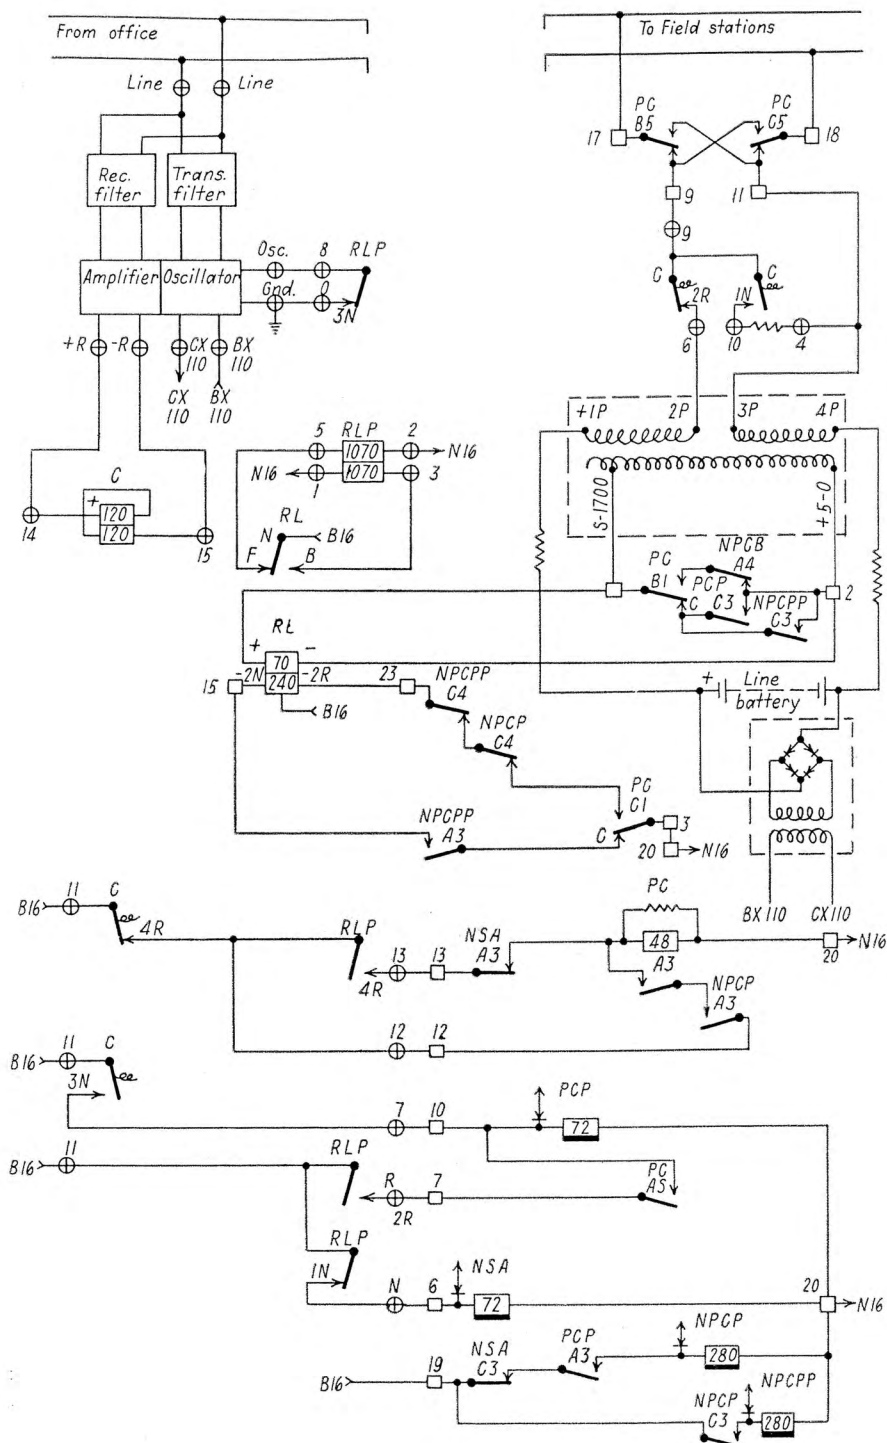 From office
To Field stations
Line
Line
PC
B5
PC
C5
17
18
Rec.
filter
Trans.
filter
9
11
9
Amplifier
Oscillator
Osc.
8
RLP
Gnd.
0
3N
C
2R
C
1N
6
10
4
+R
-R
CX
110
BX
110
CX
110
BX
110
+1P
2P
3P
4P
S-1700
+5-0
5
RLP
2
1070
N16
N16
1070
1
3
RL
N
B16
F
B
C
+
120
120
14
15
NPCB
A4
PC
B1
PCP
C
C3
NPCPP
C3
2
RL
+
70
-
15
-2N
240
-2R
23
B16
NPCPP
C4
NPCP
C4
+
Line
battery
PC
C1
C
3
20
N16
NPCPP
A3
BX110
CX110
B16
11
C
4R
RLP
4R
13
13
NSA
A3
PC
48
A3
NPCP
A3
20
N16
12
12
B16
11
C
3N
7
10
PCP
72
B16
11
RLP
R
2R
7
PC
A5
RLP
1N
N
6
NSA
72
20
N16
B16
19
NSA
C3
PCP
A3
NPCP
280
NPCP
C3
NPCPP
280